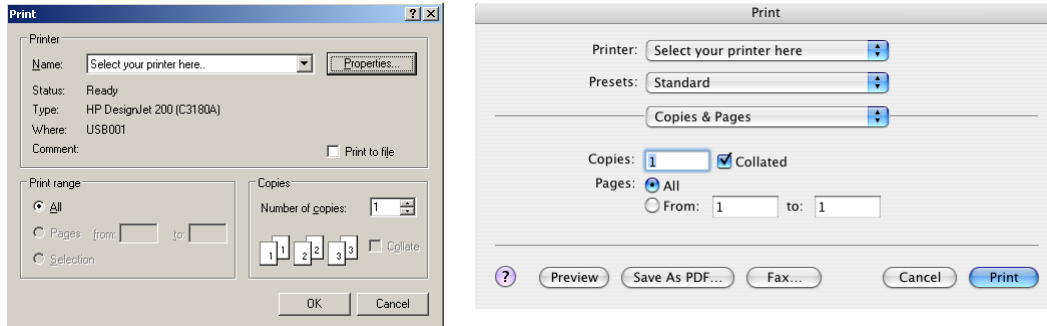 Print
Printer
Name: Select your printer here.. Properties...
Status: Ready
Type: HP DesignJet 200 (C3180A)
Where: USB001
Comment: Print to file
Print range
All
Pages from: to:
Selection
Copies
Number of copies: 1
1 1 2 2 3 3 Collate
OK Cancel
Print
Printer: Select your printer here
Presets: Standard
Copies & Pages
Copies: 1 Collated
Pages: All
From: 1 to: 1
? Preview Save As PDF... Fax... Cancel Print